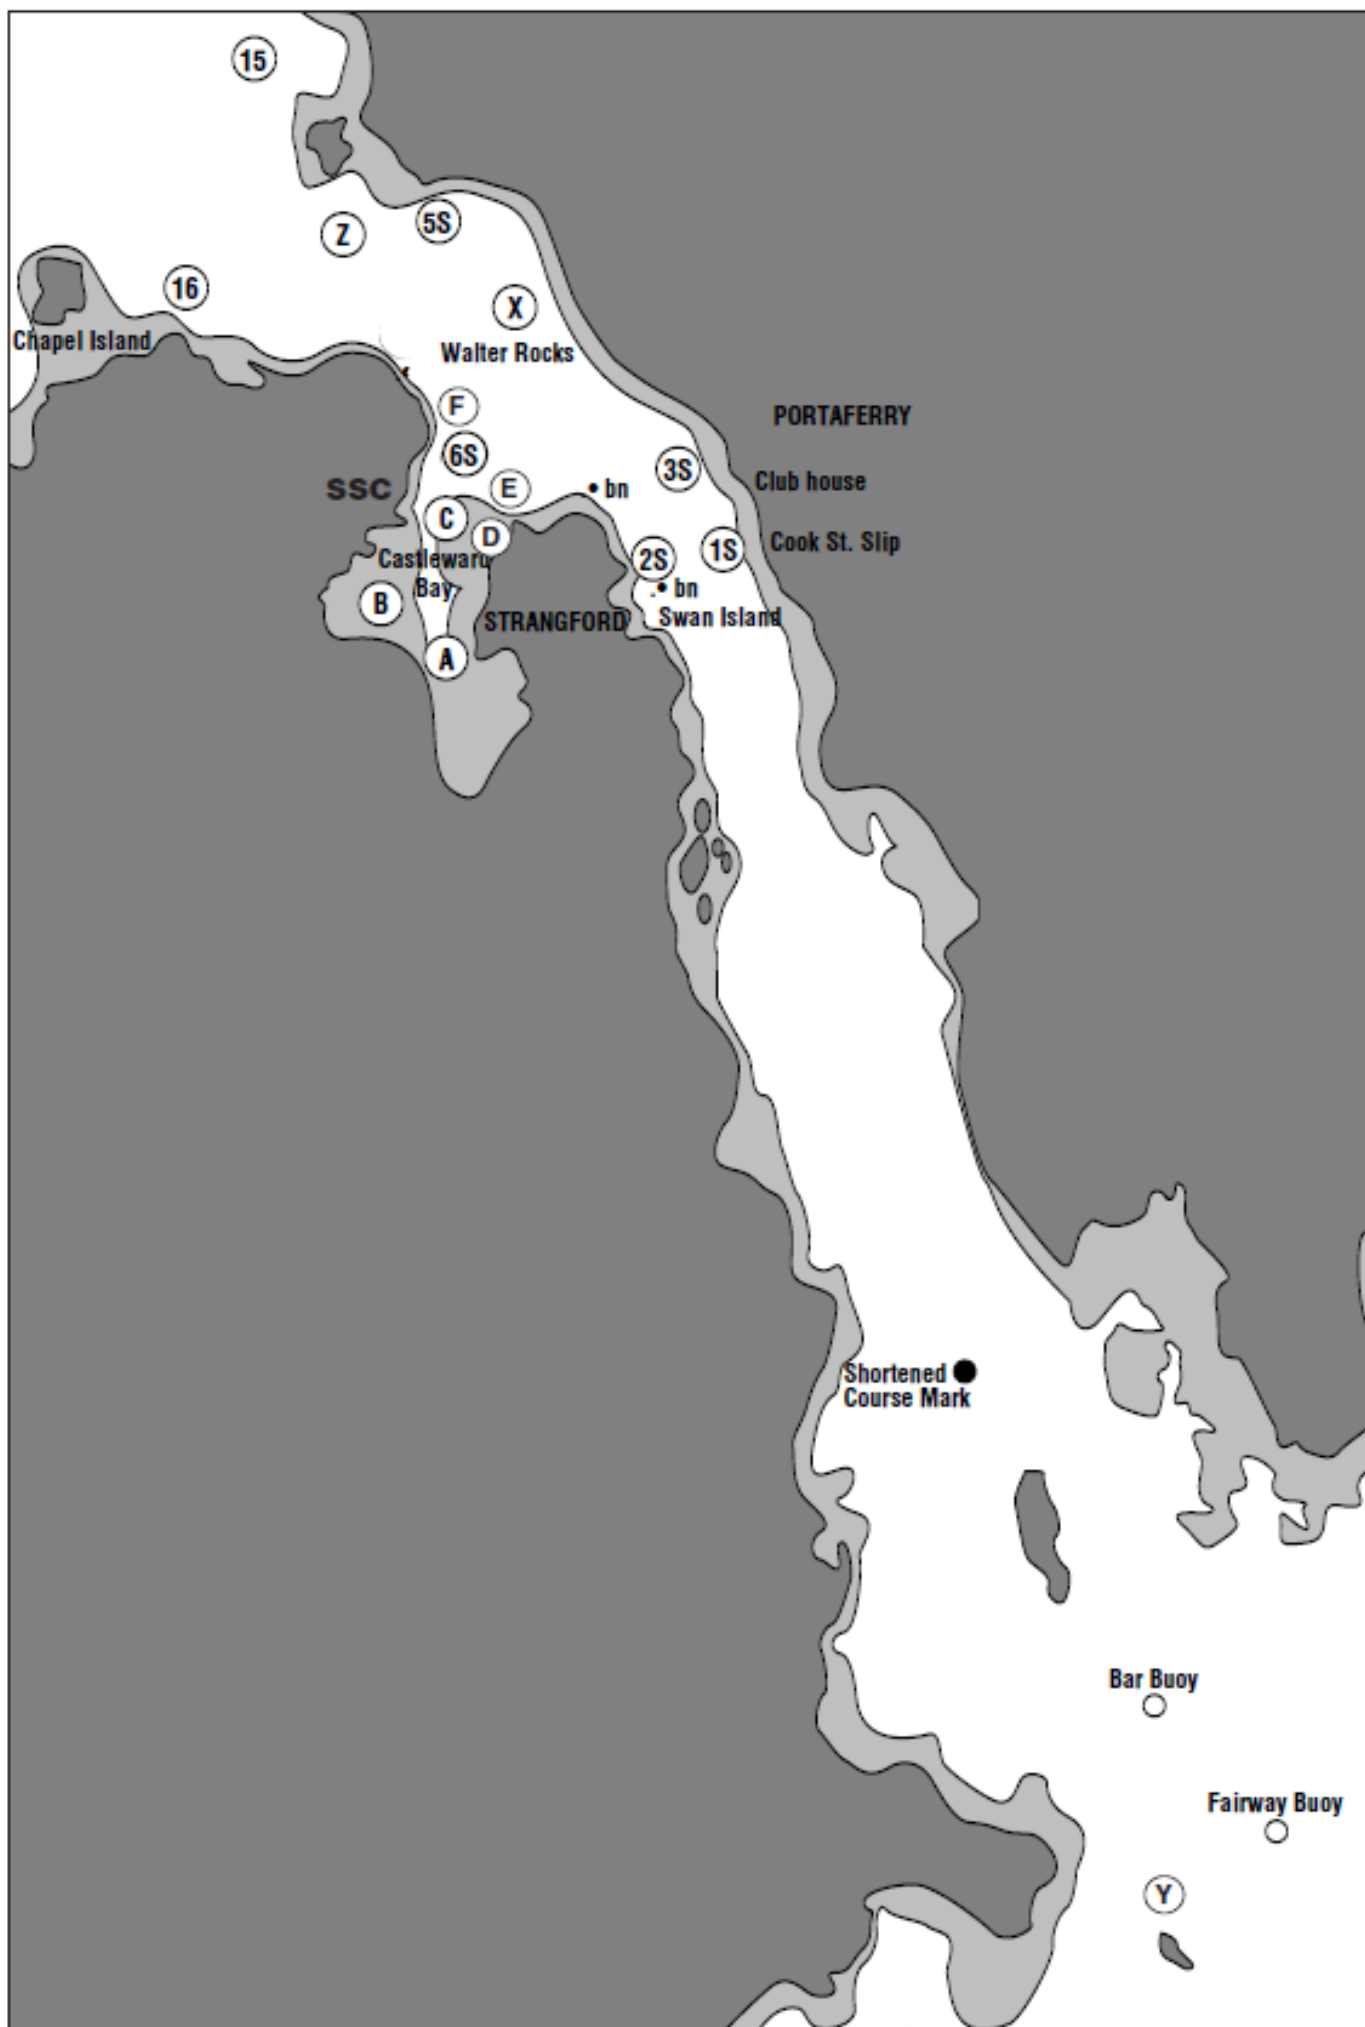 15
5S
Z
16
X
Chapel Island
Walter Rocks
F
PORTAFERRY
6S
3S
Club house
SSC
E
bn
C
D
1S
Cook St. Slip
2S
Castleward
Bay
bn
B
STRANGFORD
Swan Island
A
Shortened
Course Mark
Bar Buoy
Fairway Buoy
Y